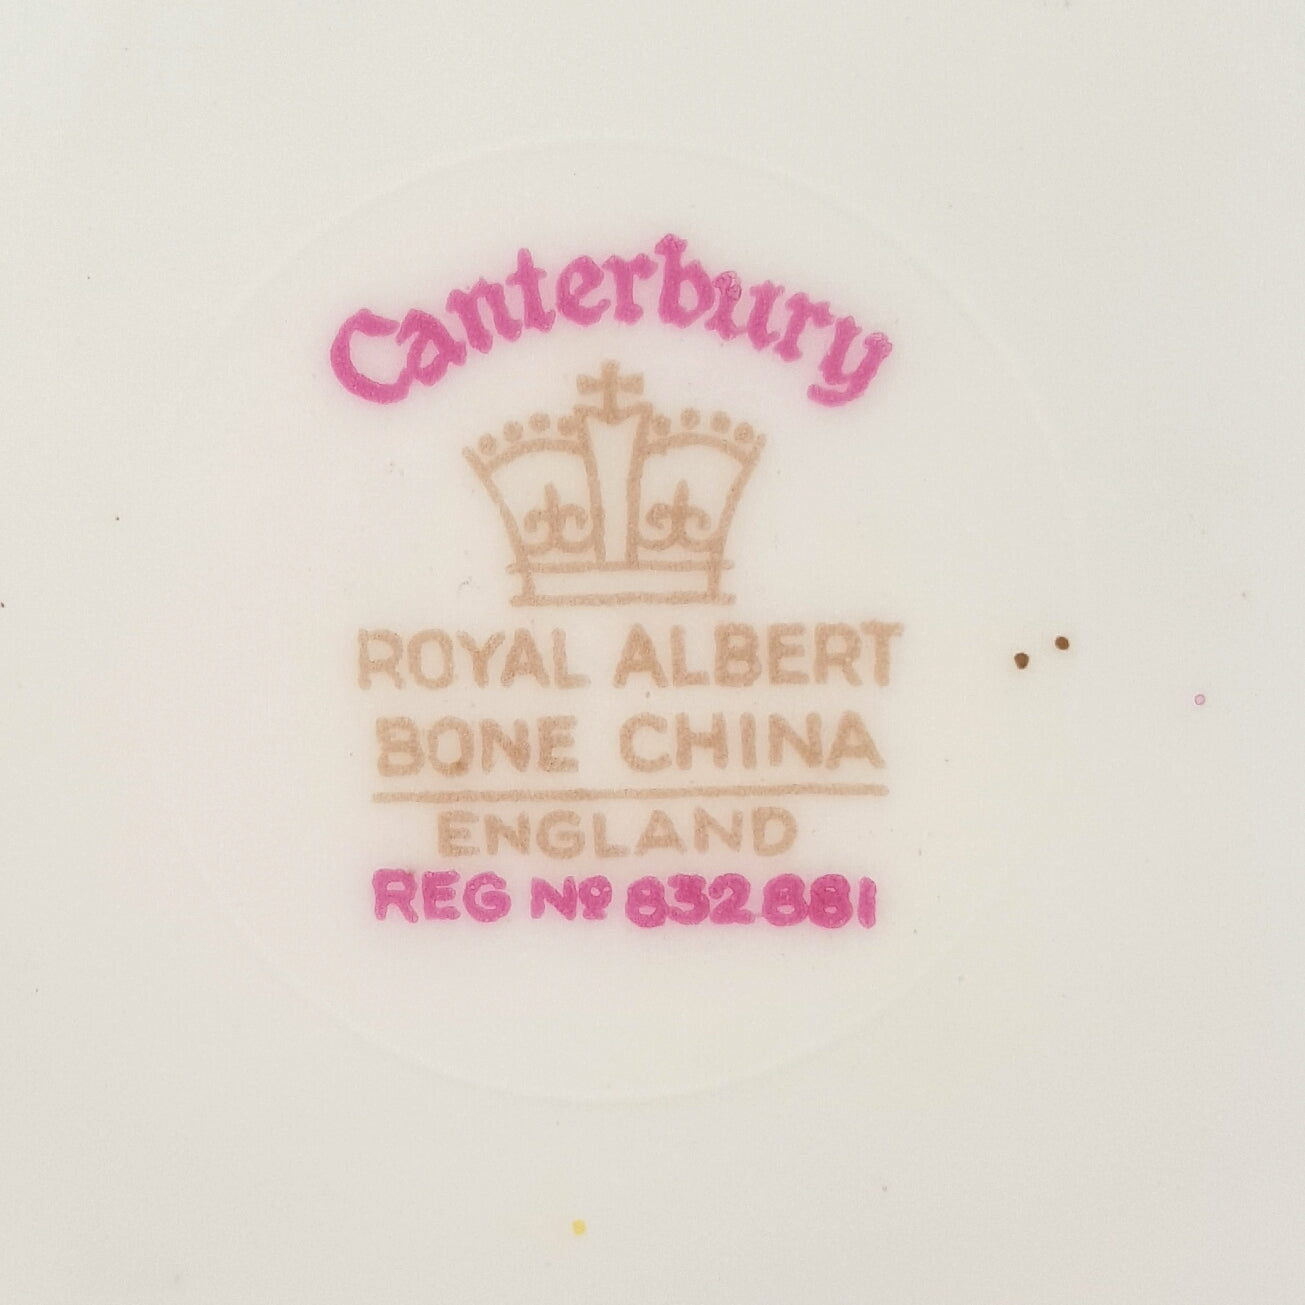 Canterbury
ROYAL ALBERT
BONE CHINA
ENGLAND
REG Nº 832881